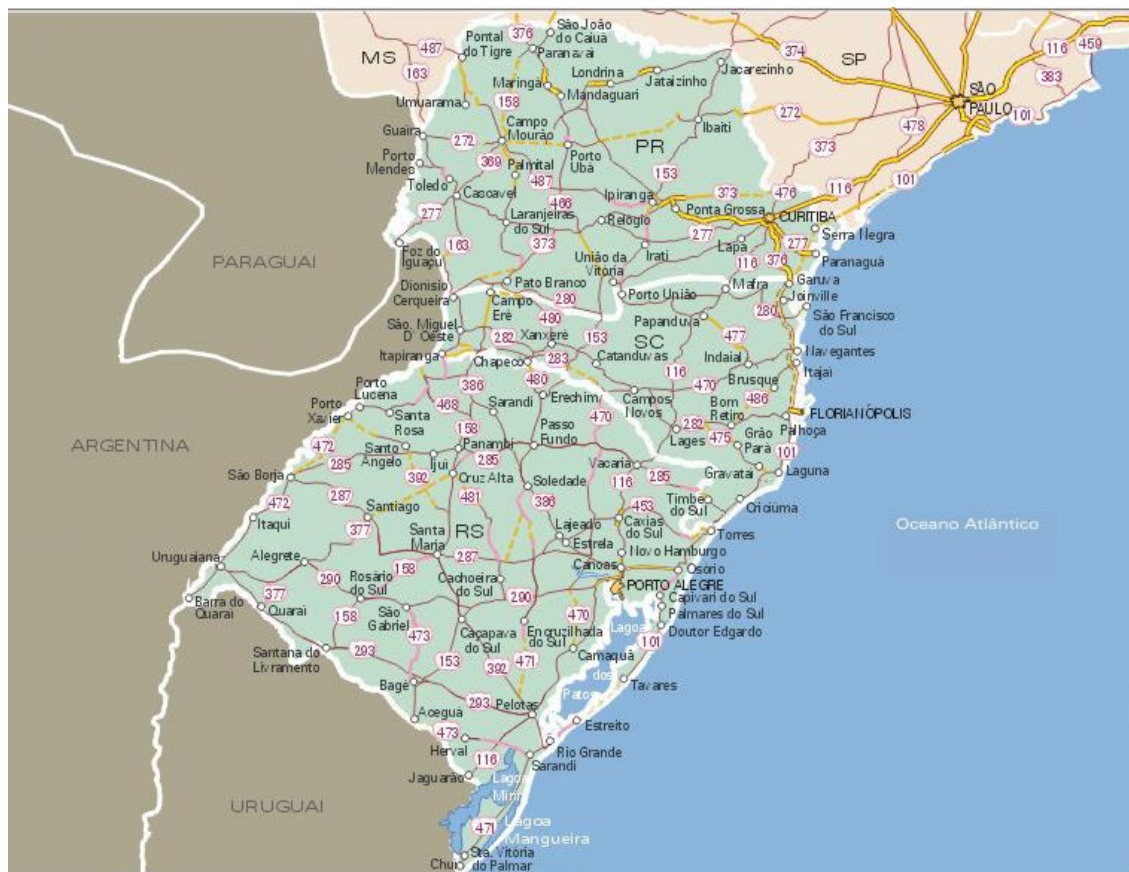 São João
do Caiuá
376
Pontal
do Tigre
487
Paranavaí
MS
163
374
SP
116
459
383
Londrina
Jataizinho
Jacarezinho
Maringá
Mandaguari
158
Umuarama
SÃO
PAULO
101
272
478
Ibaiti
Campo
Mourão
Guaíra
272
Porto
Mendes
369
Palmital
Porto
Ubá
PR
373
153
487
Toledo
Cascavel
466
Ipiranga
373
476
116
101
Ponta Grossa
CURITIBA
277
Laranjeiras
do Sul
Relógio
277
Lapa
277
Serra Negra
163
373
Irati
116
376
Paranaguá
Foz do
Iguaçu
PARAGUAI
União da
Vitória
Garuva
Dionísio
Cerqueira
Pato Branco
280
Porto União
Mafra
Joinville
280
São Francisco
do Sul
Campo
Erê
480
Papanduva
São. Miguel
D' Oeste
282
Xanxerê
153
SC
477
Navegantes
Itapiranga
Chapeco
283
Catanduvas
Indaial
Itajaí
116
470
Brusque
386
480
Erechim
Campos
Novos
Bom
Retiro
486
FLORIANÓPOLIS
Porto
Lucena
468
Sarandi
470
Palhoça
Porto
Xavier
Santa
Rosa
158
Passo
Fundo
282
Lages
475
Grão
Pará
ARGENTINA
472
Santo
Angelo
Panambi
101
285
Ijuí
285
Vacaria
285
Gravataí
Laguna
São Borja
392
Cruz Alta
Soledade
116
287
481
386
Timbe
do Sul
Criciúma
472
Santiago
453
Itaqui
377
Santa
Maria
RS
Lajeado
Caxias
do Sul
Torres
Oceano Atlântico
Estrela
Uruguaiana
Alegrete
287
Novo Hamburgo
158
Canoas
Osório
290
Rosário
do Sul
Cachoeira
do Sul
PORTO ALEGRE
377
290
Capivari do Sul
Barra do
Quaraí
Quaraí
158
São
Gabriel
470
Palmares do Sul
Caçapava
do Sul
Encruzilhada
do Sul
Lagoa
Doutor Edgardo
473
101
Santana do
Livramento
293
153
392
471
Camaquã
dos
Bagé
Tavares
293
Pelotas
Patos
Aceguá
Estreito
473
Herval
116
Rio Grande
Sarandi
Jaguarão
Lagoa
Mirin
URUGUAI
471
Lagoa
Mangueira
Sta. Vitória
do Palmar
Chuí